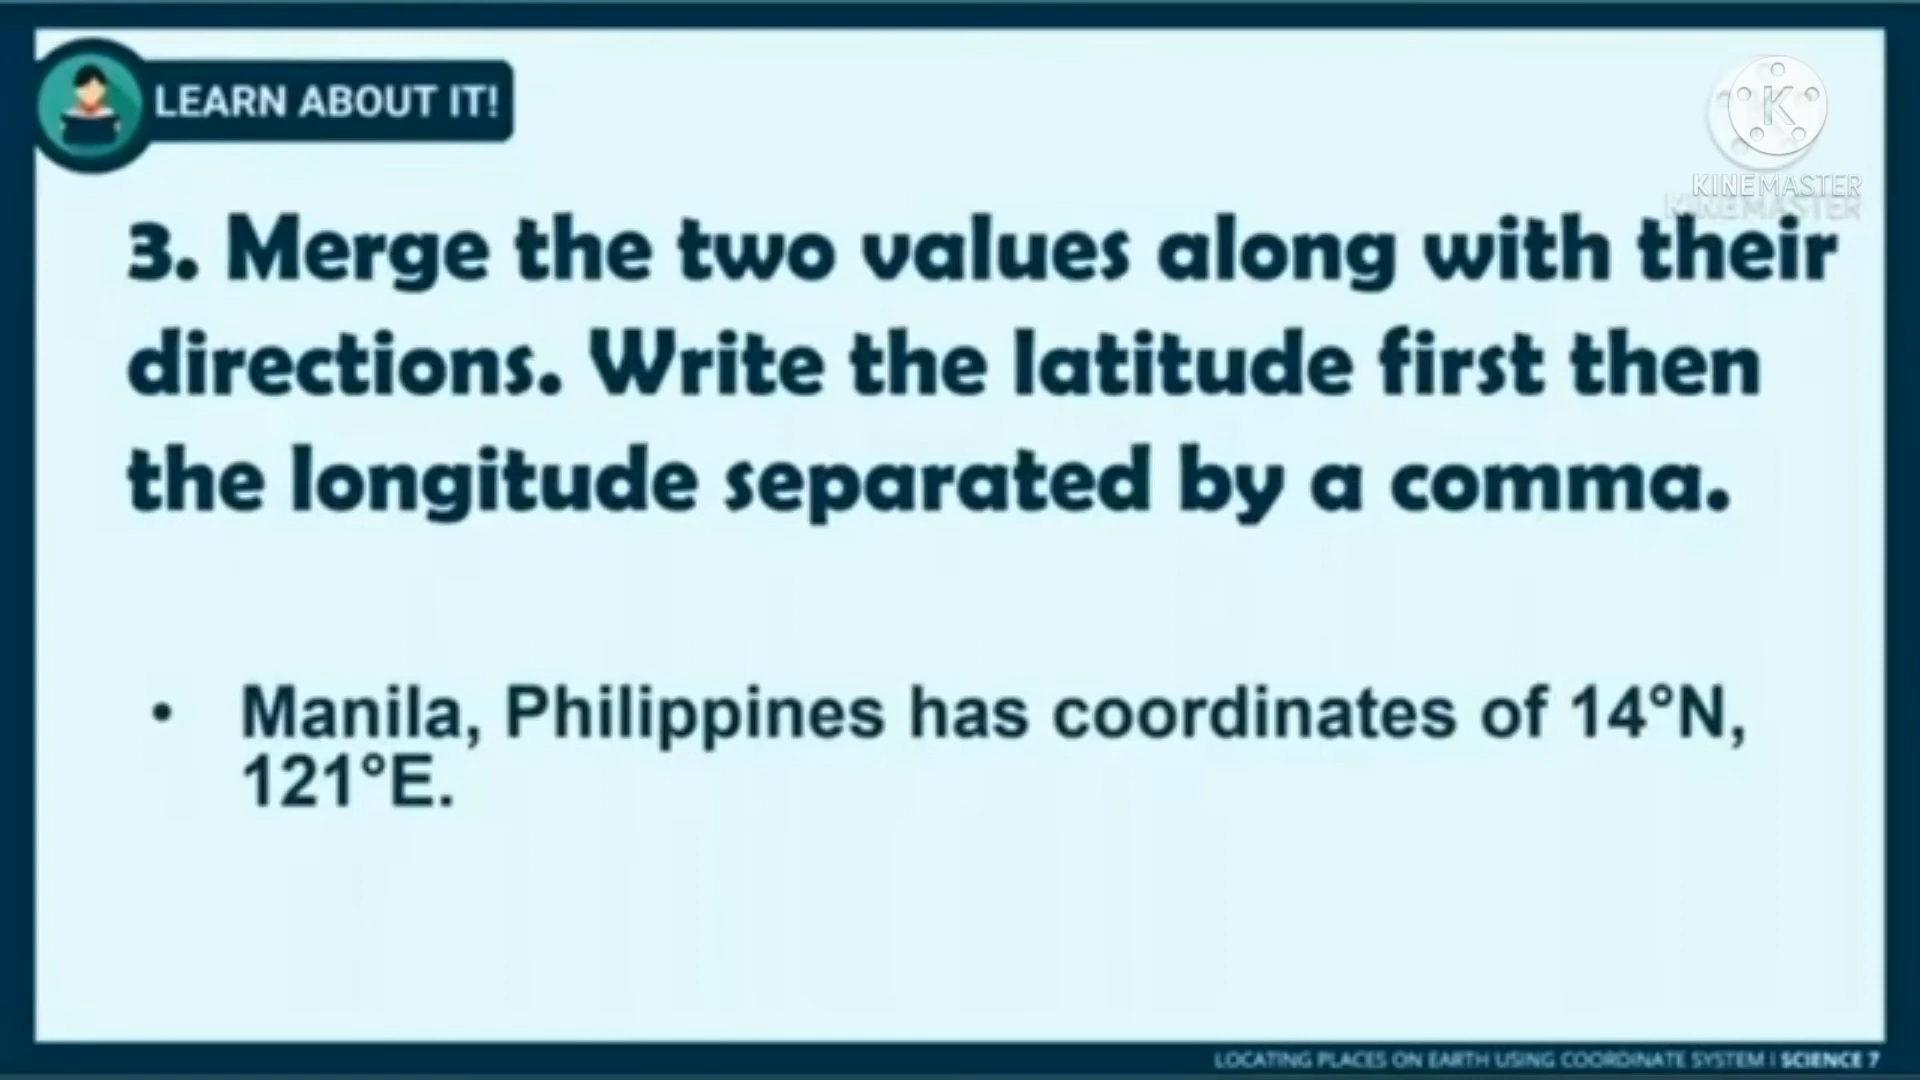 LEARN ABOUT IT!
K
KINEMASTER
KINEMASTER
3. Merge the two values along with their
directions. Write the latitude first then
the longitude separated by a comma.
• Manila, Philippines has coordinates of 14°N,
121°E.
LOCATING PLACES ON EARTH USING COORDINATE SYSTEM | SCIENCE 7